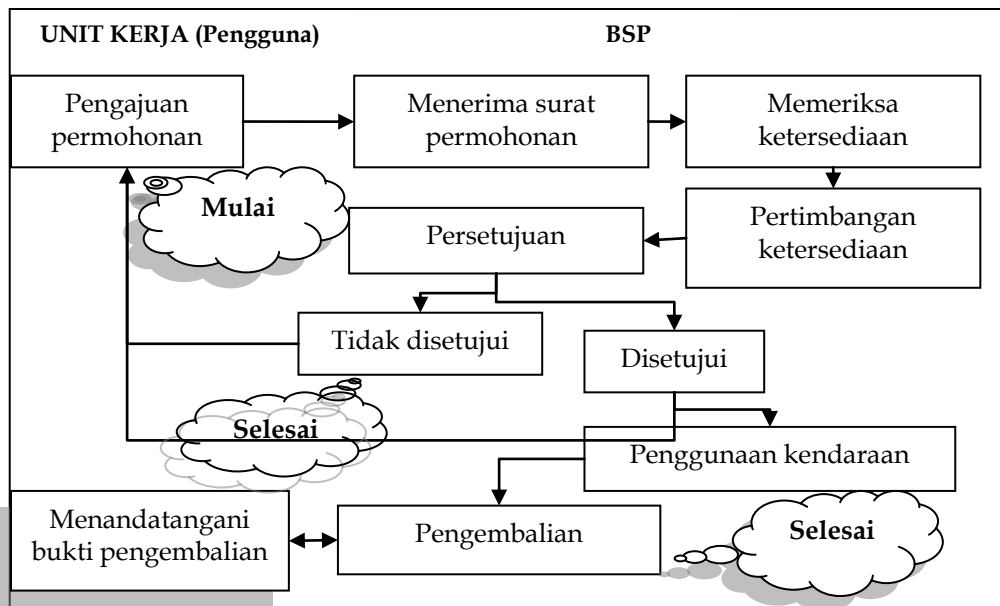 UNIT KERJA (Pengguna)
BSP
Pengajuan
permohonan
Menerima surat
permohonan
Memeriksa
ketersediaan
Mulai
Persetujuan
Pertimbangan
ketersediaan
Tidak disetujui
Disetujui
Selesai
Penggunaan kendaraan
Menandatangani
bukti pengembalian
Pengembalian
Selesai